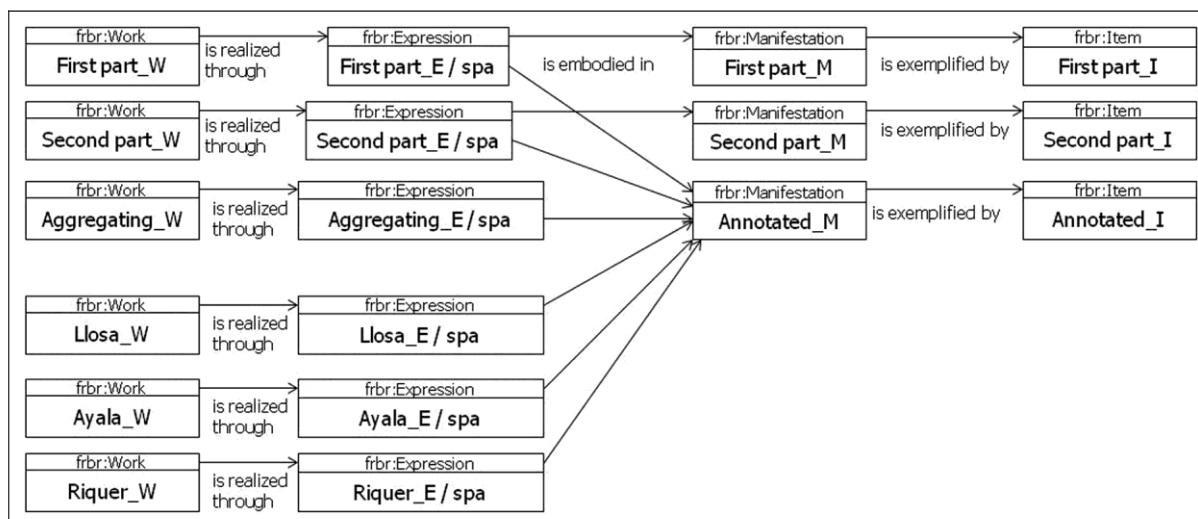 frbr:Work
First part_W
is realized
through
frbr:Expression
First part_E / spa
is embodied in
frbr:Manifestation
First part_M
is exemplified by
frbr:Item
First part_I
frbr:Work
Second part_W
is realized
through
frbr:Expression
Second part_E / spa
frbr:Manifestation
Second part_M
is exemplified by
frbr:Item
Second part_I
frbr:Work
Aggregating_W
is realized
through
frbr:Expression
Aggregating_E / spa
frbr:Manifestation
Annotated_M
is exemplified by
frbr:Item
Annotated_I
frbr:Work
Llosa_W
is realized
through
frbr:Expression
Llosa_E / spa
frbr:Work
Ayala_W
is realized
through
frbr:Expression
Ayala_E / spa
frbr:Work
Riquer_W
is realized
through
frbr:Expression
Riquer_E / spa